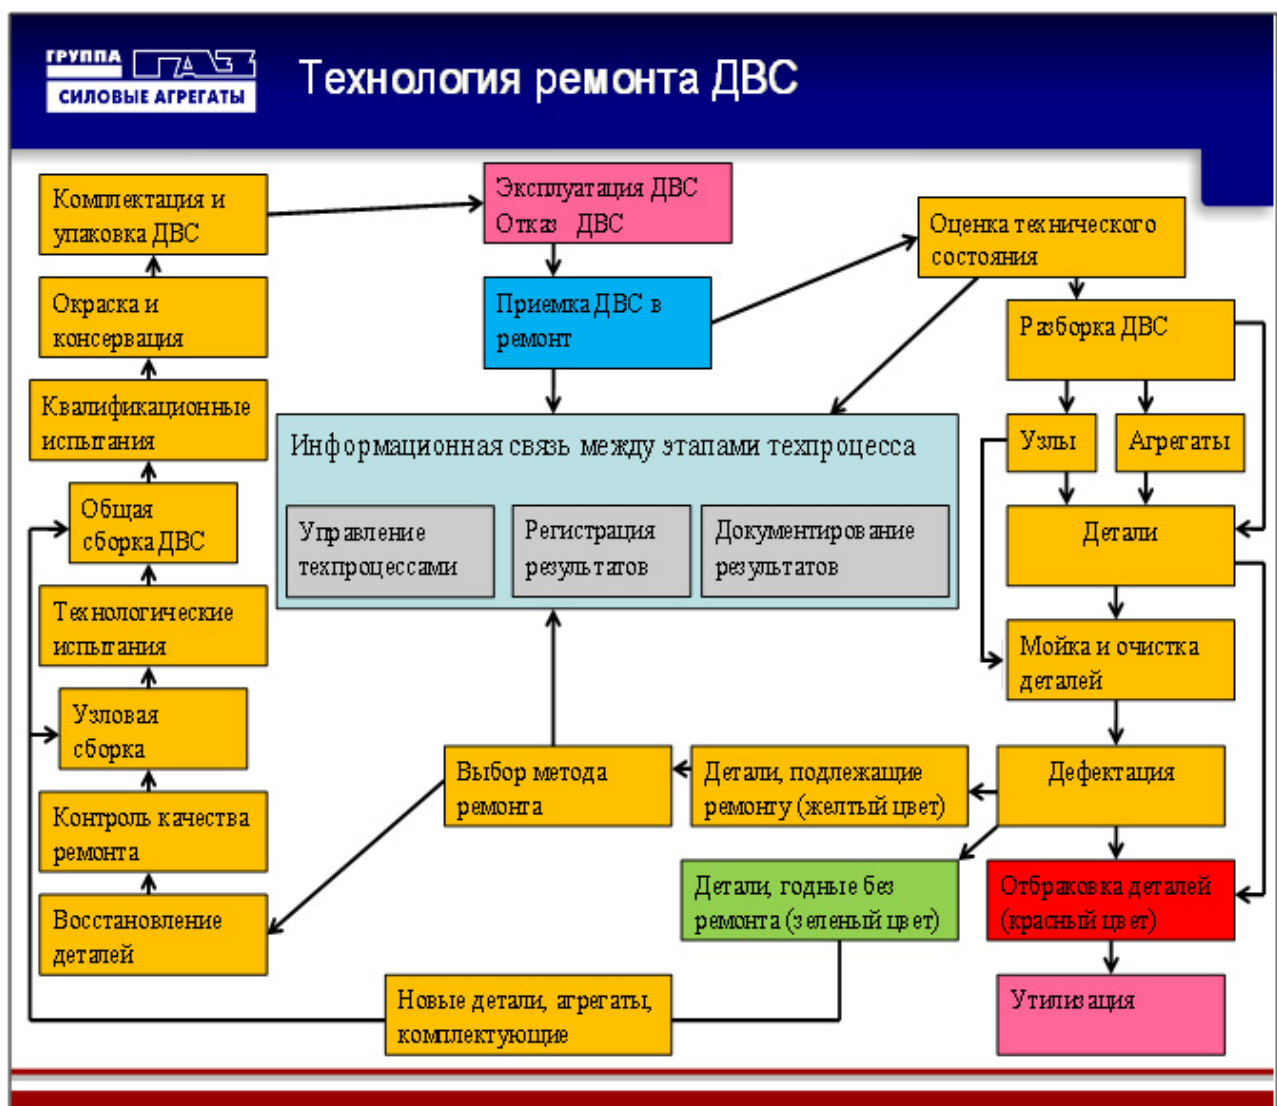 ГРУППА ГАЗ
СИЛОВЫЕ АГРЕГАТЫ
Технология ремонта ДВС
Комплектация и
упаковка ДВС
Эксплуатация ДВС
Отказ ДВС
Оценка технического
состояния
Окраска и
консервация
Приемка ДВС в
ремонт
Разборка ДВС
Квалификационные
испытания
Информационная связь между этапами техпроцесса
Узлы
Агрегаты
Общая
сборка ДВС
Управление
техпроцессами
Регистрация
результатов
Документирование
результатов
Детали
Технологические
испытания
Мойка и очистка
деталей
Узловая
сборка
Выбор метода
ремонта
Детали, подлежащие
ремонту (желтый цвет)
Дефектация
Контроль качества
ремонта
Детали, годные без
ремонта (зеленый цвет)
Отбраковка деталей
(красный цвет)
Восстановление
деталей
Новые детали, агрегаты,
комплектующие
Утилизация